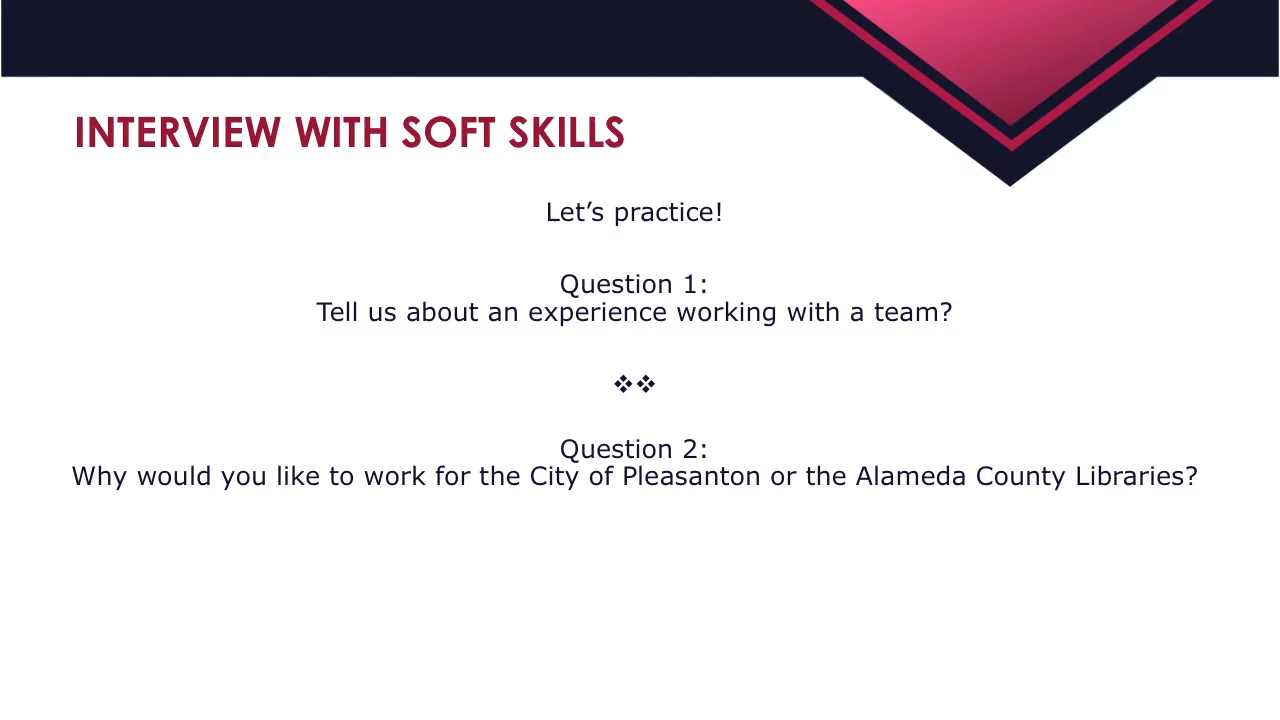 INTERVIEW WITH SOFT SKILLS
Let’s practice!
Question 1:
Tell us about an experience working with a team?
❖❖
Question 2:
Why would you like to work for the City of Pleasanton or the Alameda County Libraries?